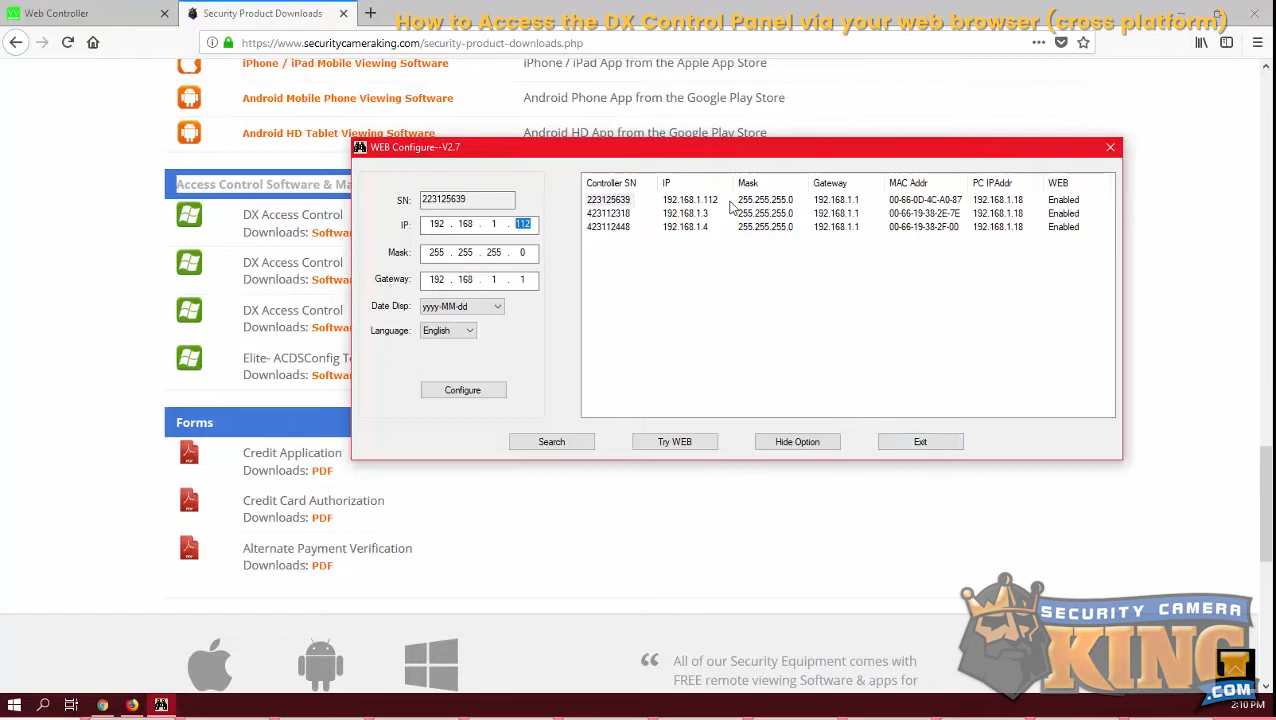 Web Controller
Security Product Downloads
How to Access the DX Control Panel via your web browser (cross platform)
https://www.securitycameraking.com/security-product-downloads.php
iPhone / iPad Mobile Viewing Software
iPhone / iPad App from the Apple App Store
Android Mobile Phone Viewing Software
Android Phone App from the Google Play Store
Android HD Tablet Viewing Software
Android HD App from the Google Play Store
WEB Configure--V2.7
Access Control Software & Ma
DX Access Control
Softwa
DX Access Control
Softwa
DX Access Control
Softwa
Elite- ACDSConfig To
Downloads: Softwa
SN: 223125639
IP: 192 . 168 . 1 . 112
Mask: 255 . 255 . 255 . 0
Gateway: 192 . 168 . 1 . 1
Date Disp: yyyy-MM-dd
Language: English
Configure
Controller SN IP Mask Gateway MAC Addr PC IPAddr WEB
223125639 192.168.1.112 255.255.255.0 192.168.1.1 00-66-0D-4C-A0-87 192.168.1.18 Enabled
423112318 192.168.1.3 255.255.255.0 192.168.1.1 00-66-19-38-2E-7E 192.168.1.18 Enabled
423112448 192.168.1.4 255.255.255.0 192.168.1.1 00-66-19-38-2F-00 192.168.1.18 Enabled
Search
Try WEB
Hide Option
Exit
Forms
Credit Application
Downloads: PDF
Credit Card Authorization
Downloads: PDF
Alternate Payment Verification
Downloads: PDF
“ All of our Security Equipment comes with
FREE remote viewing Software & apps for
SECURITY CAMERA
KING
.COM
2:10 PM